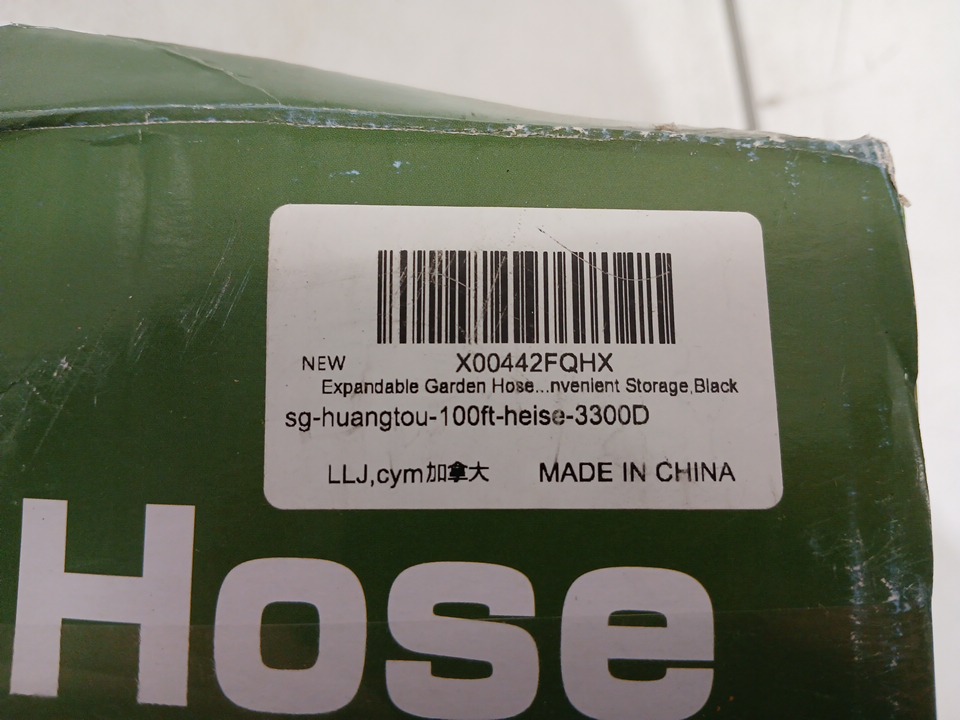 NEW X00442FQHX
Expandable Garden Hose...nvenient Storage,Black
sg-huangtou-100ft-heise-3300D
LLJ,cym加拿大 MADE IN CHINA
Hose